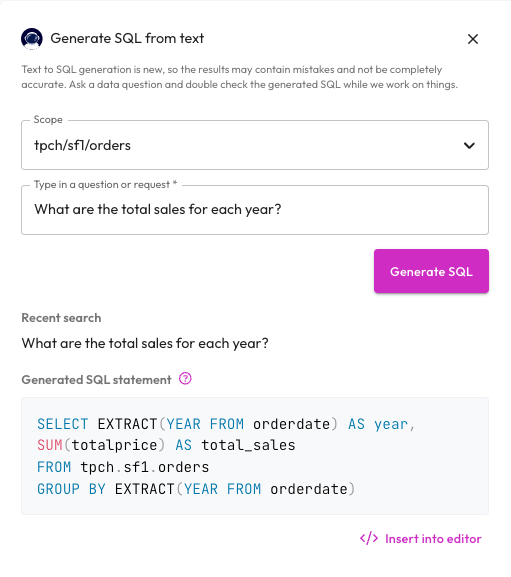 Generate SQL from text
Text to SQL generation is new, so the results may contain mistakes and not be completely
accurate. Ask a data question and double check the generated SQL while we work on things.
Scope
tpch/sf1/orders
Type in a question or request *
What are the total sales for each year?
Generate SQL
Recent search
What are the total sales for each year?
Generated SQL statement
SELECT EXTRACT(YEAR FROM orderdate) AS year,
SUM(totalprice) AS total_sales
FROM tpch.sf1.orders
GROUP BY EXTRACT(YEAR FROM orderdate)
</> Insert into editor